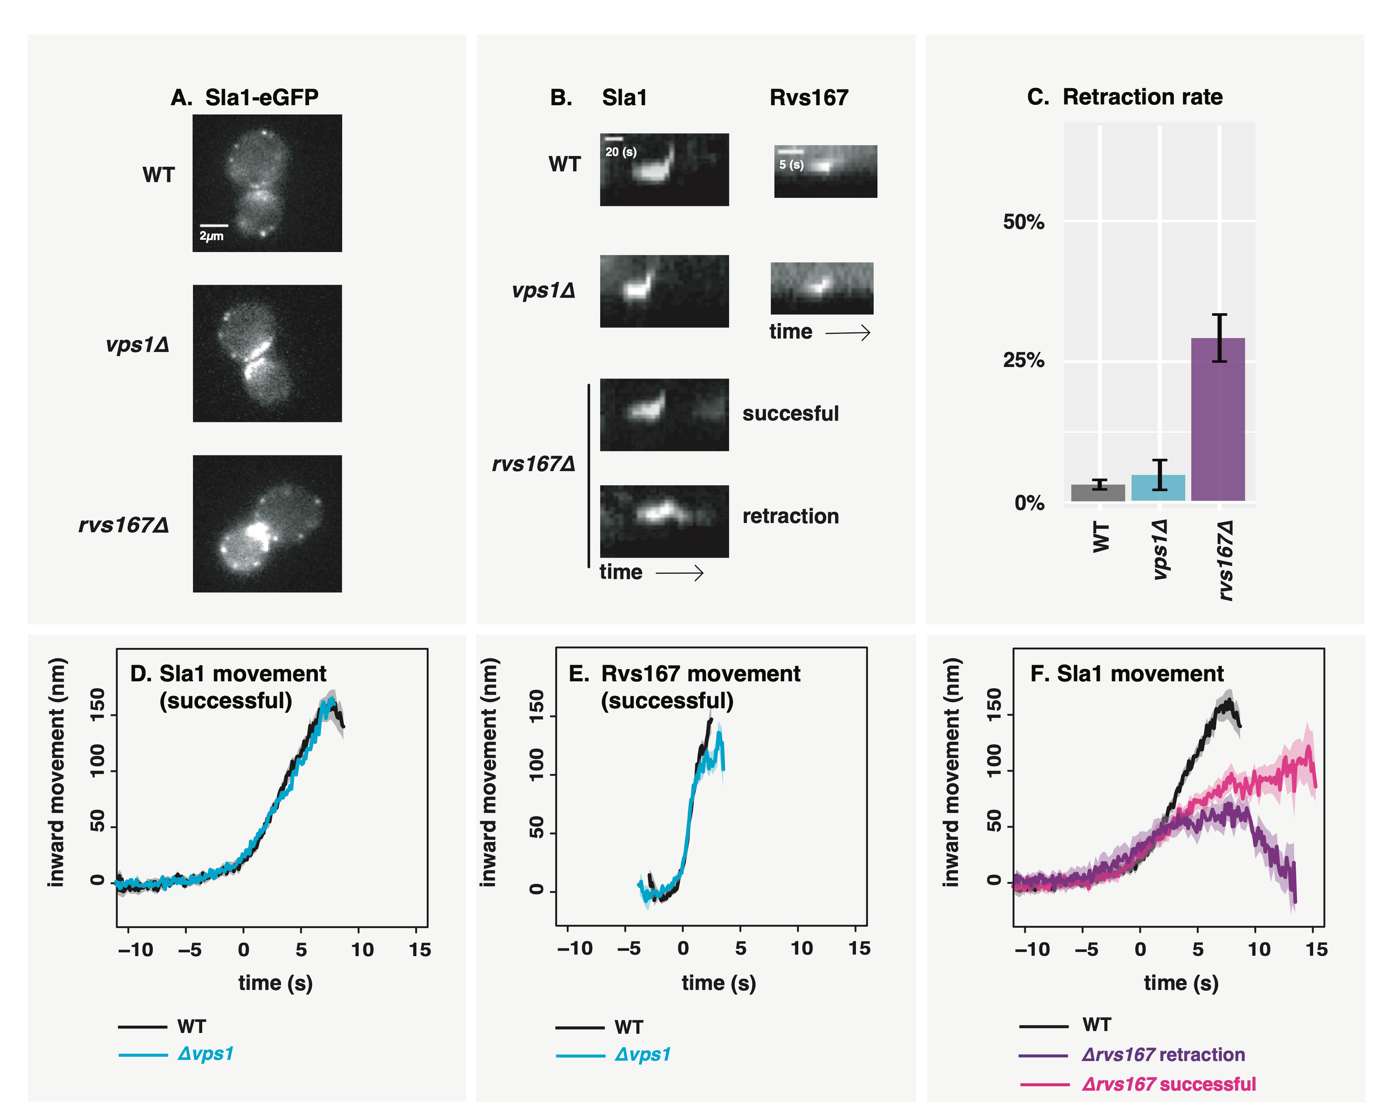 A. Sla1-eGFP
WT
2µm
vps1Δ
rvs167Δ
B. Sla1 Rvs167
WT
20 (s)
5 (s)
vps1Δ
time
succesful
rvs167Δ
retraction
time
C. Retraction rate
50%
25%
0%
WT
vps1Δ
rvs167Δ
D. Sla1 movement
(successful)
inward movement (nm)
150
100
50
0
−10 −5 0 5 10 15
time (s)
WT
Δvps1
E. Rvs167 movement
(successful)
inward movement (nm)
150
100
50
0
−10 −5 0 5 10 15
time (s)
WT
Δvps1
F. Sla1 movement
inward movement (nm)
150
100
50
0
−10 −5 0 5 10 15
time (s)
WT
Δrvs167 retraction
Δrvs167 successful